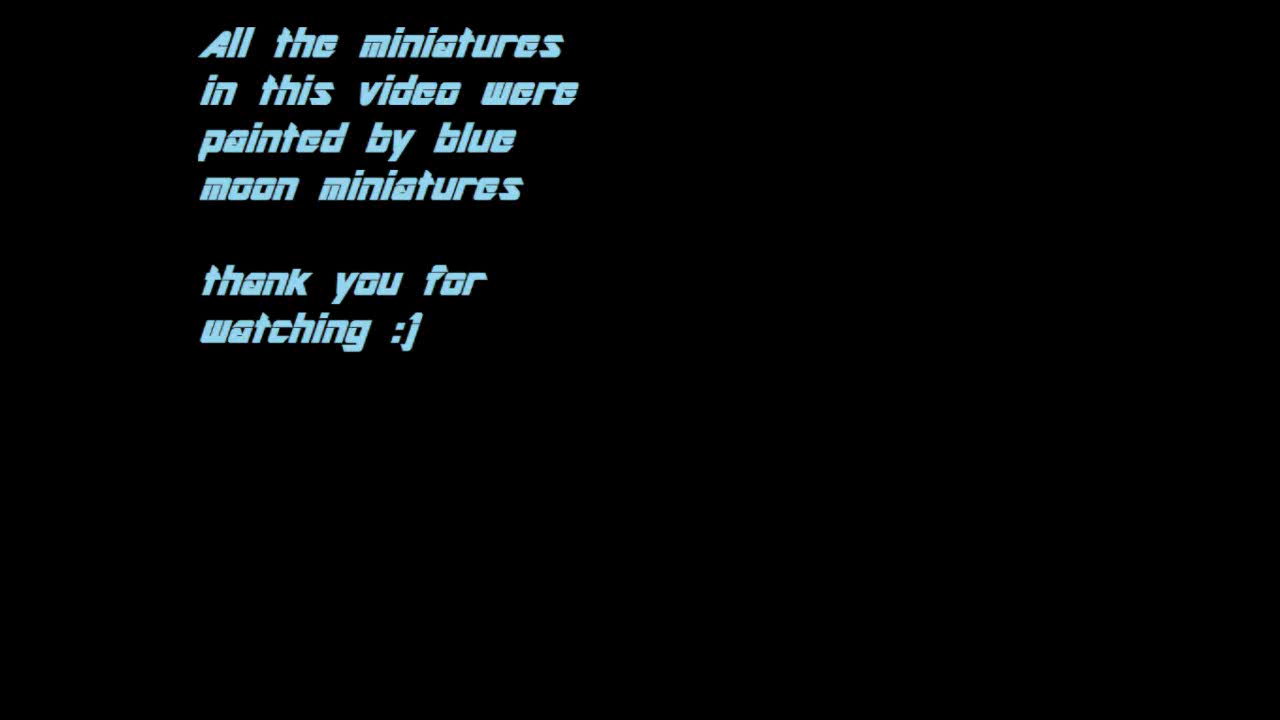 All the miniatures
in this video were
painted by blue
moon miniatures
thank you for
watching :]